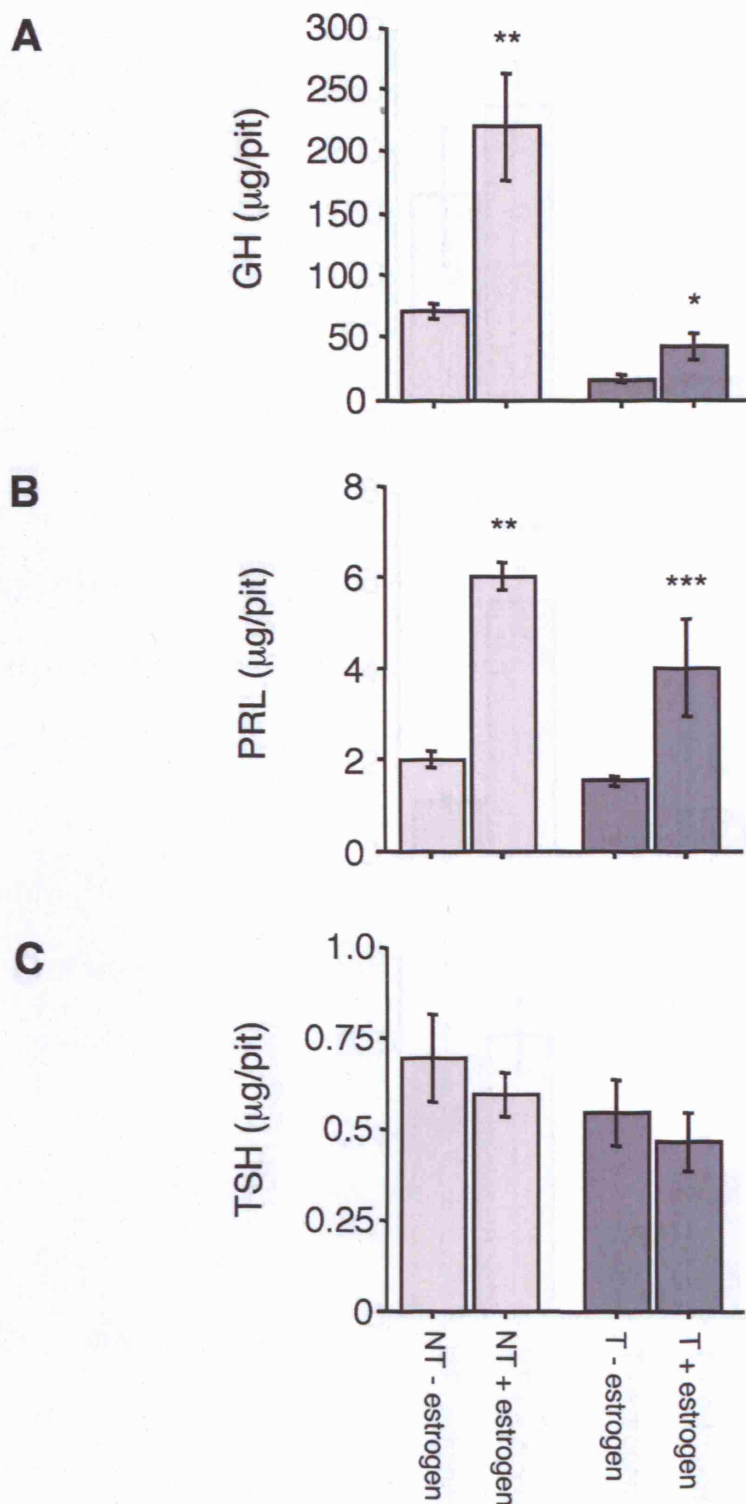 A
300
**
250
200
150
100
50
0
*
GH (μg/pit)
B
8
**
6
***
4
2
0
PRL (μg/pit)
C
1.0
0.75
0.5
0.25
0
TSH (μg/pit)
NT - estrogen
NT + estrogen
T - estrogen
T + estrogen